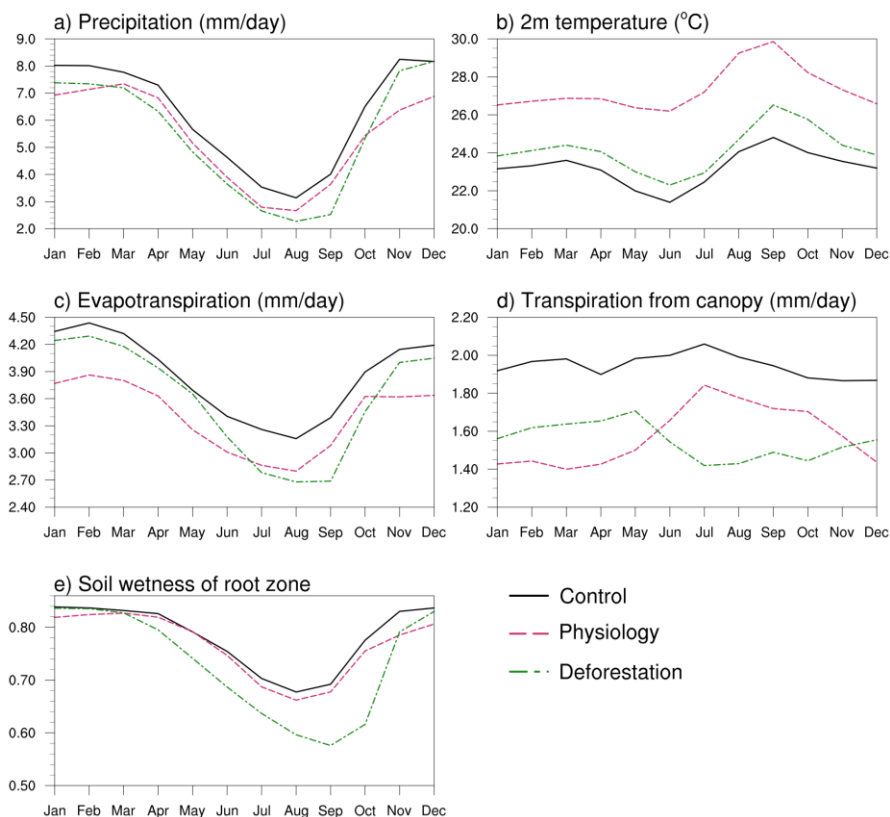 a) Precipitation (mm/day)
9.0
8.0
7.0
6.0
5.0
4.0
3.0
2.0
Jan Feb Mar Apr May Jun Jul Aug Sep Oct Nov Dec
b) 2m temperature (°C)
30.0
28.0
26.0
24.0
22.0
20.0
Jan Feb Mar Apr May Jun Jul Aug Sep Oct Nov Dec
c) Evapotranspiration (mm/day)
4.50
4.20
3.90
3.60
3.30
3.00
2.70
2.40
Jan Feb Mar Apr May Jun Jul Aug Sep Oct Nov Dec
d) Transpiration from canopy (mm/day)
2.20
2.00
1.80
1.60
1.40
1.20
Jan Feb Mar Apr May Jun Jul Aug Sep Oct Nov Dec
e) Soil wetness of root zone
0.80
0.70
0.60
0.50
Jan Feb Mar Apr May Jun Jul Aug Sep Oct Nov Dec
Control
Physiology
Deforestation